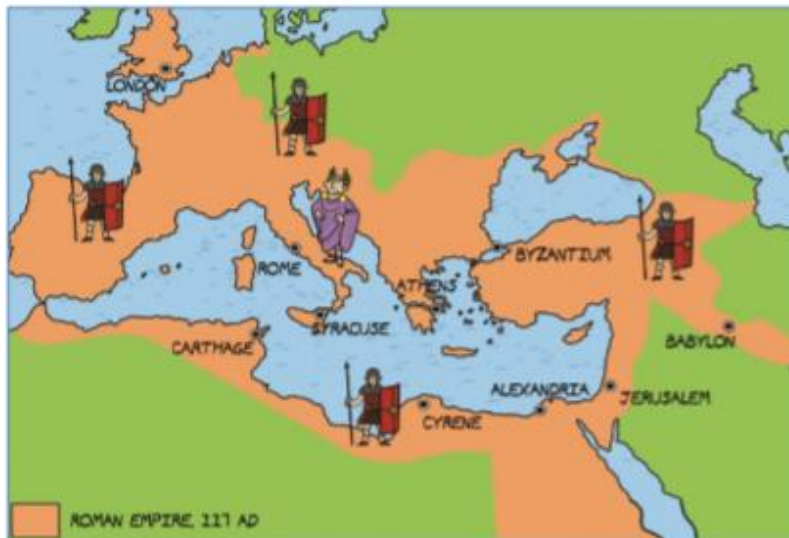 LONDON
ROME
BYZANTIUM
ATHENS
SYRACUSE
CARTHAGE
BABYLON
ALEXANDRIA
JERUSALEM
CYRENE
ROMAN EMPIRE, 117 AD